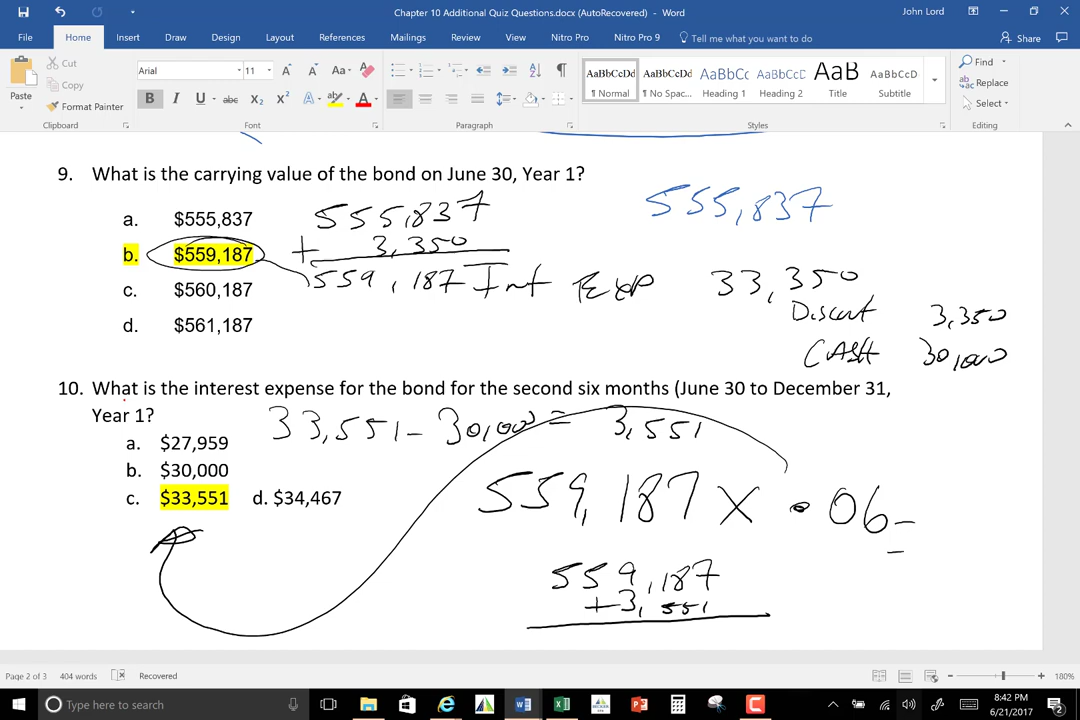 Chapter 10 Additional Quiz Questions.docx (AutoRecovered) - Word
John Lord
File Home Insert Draw Design Layout References Mailings Review View Nitro Pro Nitro Pro 9 Tell me what you want to do Share
Paste
Cut
Copy
Format Painter
Clipboard
Arial 11
Font
Paragraph
AaBbCcDd AaBbCcDd AaBbCc AaBbCcD AaB AaBbCcD
¶ Normal ¶ No Spac... Heading 1 Heading 2 Title Subtitle
Styles
Find
Replace
Select
Editing
9. What is the carrying value of the bond on June 30, Year 1?
555,837
a. $555,837
555,837
b. $559,187
+ 3,350
559,187 Int Exp 33,350
c. $560,187
Discount 3,350
d. $561,187
CASH 30,000
10. What is the interest expense for the bond for the second six months (June 30 to December 31,
Year 1?
33,551 - 30,000 = 3,551
a. $27,959
b. $30,000
c. $33,551 d. $34,467
559,187 X .06 =
559,187
+3,551
Page 2 of 3 404 words Recovered 180%
Type here to search
8:42 PM
6/21/2017
2